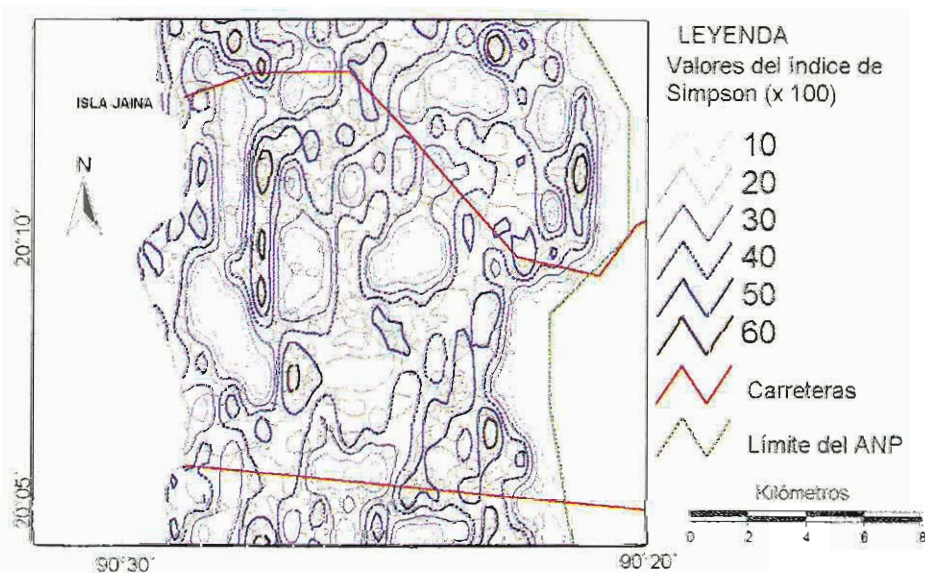 LEYENDA
Valores del índice de
Simpson (x 100)
10
20
30
40
50
60
Carreteras
Límite del ANP
Kilómetros
0 2 4 6 8
ISLA JAINA
N
20°10'
20°05'
90°30'
90°20'